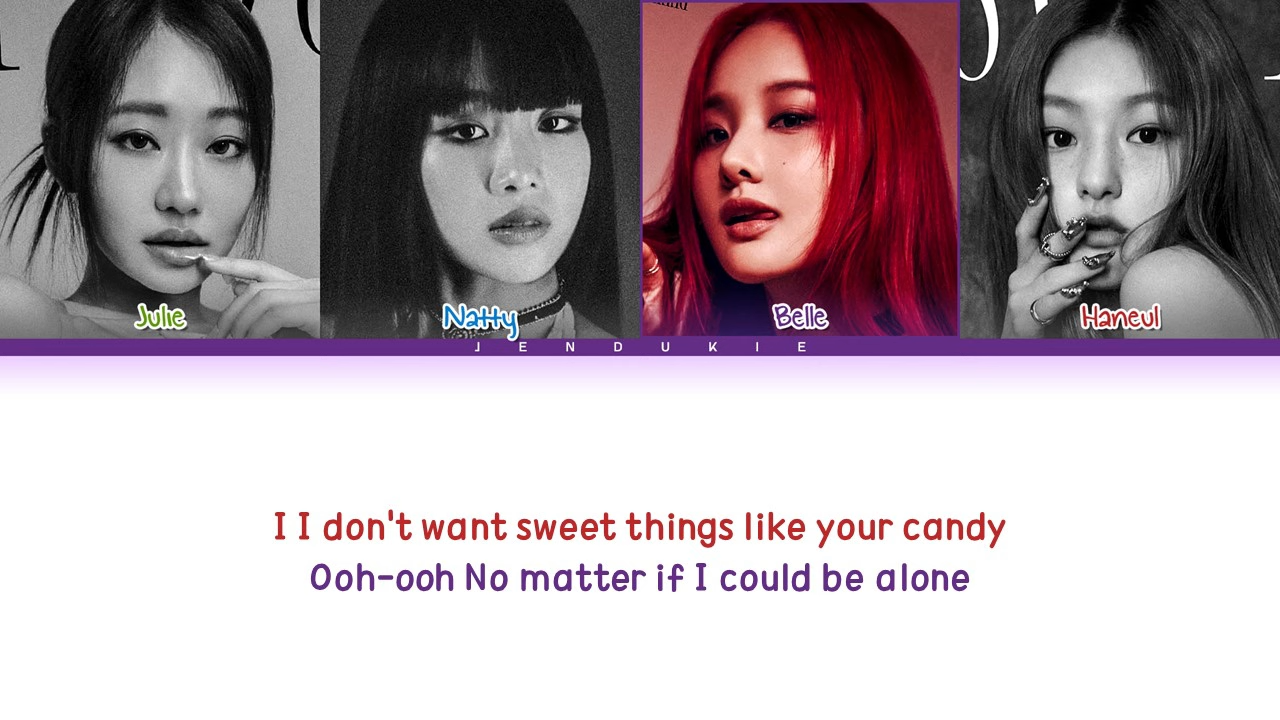 Julie
Natty
Belle
Haneul
JENDUKIE
I I don't want sweet things like your candy
Ooh-ooh No matter if I could be alone